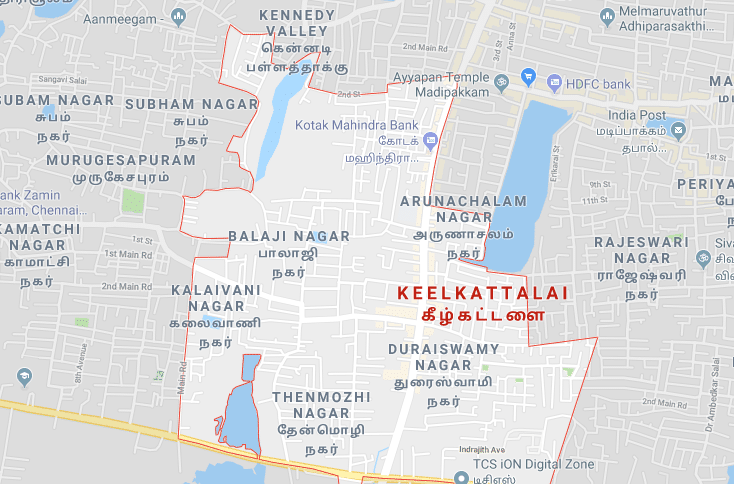 Aanmeegam
KENNEDY
VALLEY
கென்னடி
பள்ளத்தாக்கு
2nd Main Rd
3rd St
Anna St
Melmaruvathur
Adhiparasakthi...
Sangavi Salai
2nd St
Ayyapan Temple
Madipakkam
HDFC bank
SUBAM NAGAR
சுபம்
நகர்
SUBHAM NAGAR
சுபம்
நகர்
Kotak Mahindra Bank
கோடக்
மஹிந்திரா...
India Post
மடிப்பாக்கம்
தபால்...
MURUGESAPURAM
முருகேசபுரம்
Erikarai St
9th St
11th St
PERIYA
ank Zamin
aram, Chennai...
ARUNACHALAM
NAGAR
அருணாசலம்
நகர்
KAMATCHI
NAGAR
காமாட்சி
நகர்
1st St
1st Main Rd
BALAJI NAGAR
பாலாஜி
நகர்
RAJESWARI
NAGAR
ராஜேஷ்வரி
நகர்
2nd Main Rd
KALAIVANI
NAGAR
கலைவாணி
நகர்
KEELKATTALAI
கீழ்கட்டளை
8th Avenue
Main Rd
DURAISWAMY
NAGAR
துரைஸ்வாமி
நகர்
THENMOZHI
NAGAR
தேன்மொழி
நகர்
2nd Main Rd
Dr Ambedkar Salai
Indrajith Ave
TCS iON Digital Zone
டிசிஎஸ்